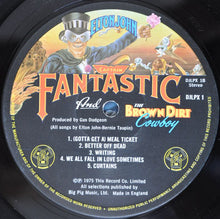 ELTON JOHN
CAPTAIN
FANTASTIC
And
THE
BROWN DIRT
Cowboy
DJLPX 1B
Stereo
DJLPX 1
Produced by Gus Dudgeon
(All songs by Elton John-Bernie Taupin)
1. (GOTTA GET A) MEAL TICKET
2. BETTER OFF DEAD
3. WRITING
4. WE ALL FALL IN LOVE SOMETIMES
5. CURTAINS
℗ 1975 This Record Co. Limited
All selections published by
Big Pig Music, Ltd. Made in England